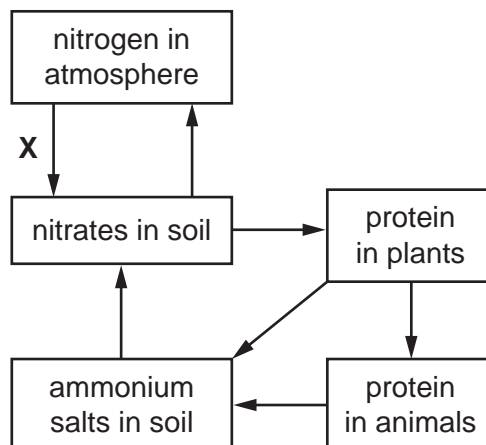 nitrogen in
atmosphere
X
nitrates in soil
protein
in plants
ammonium
salts in soil
protein
in animals